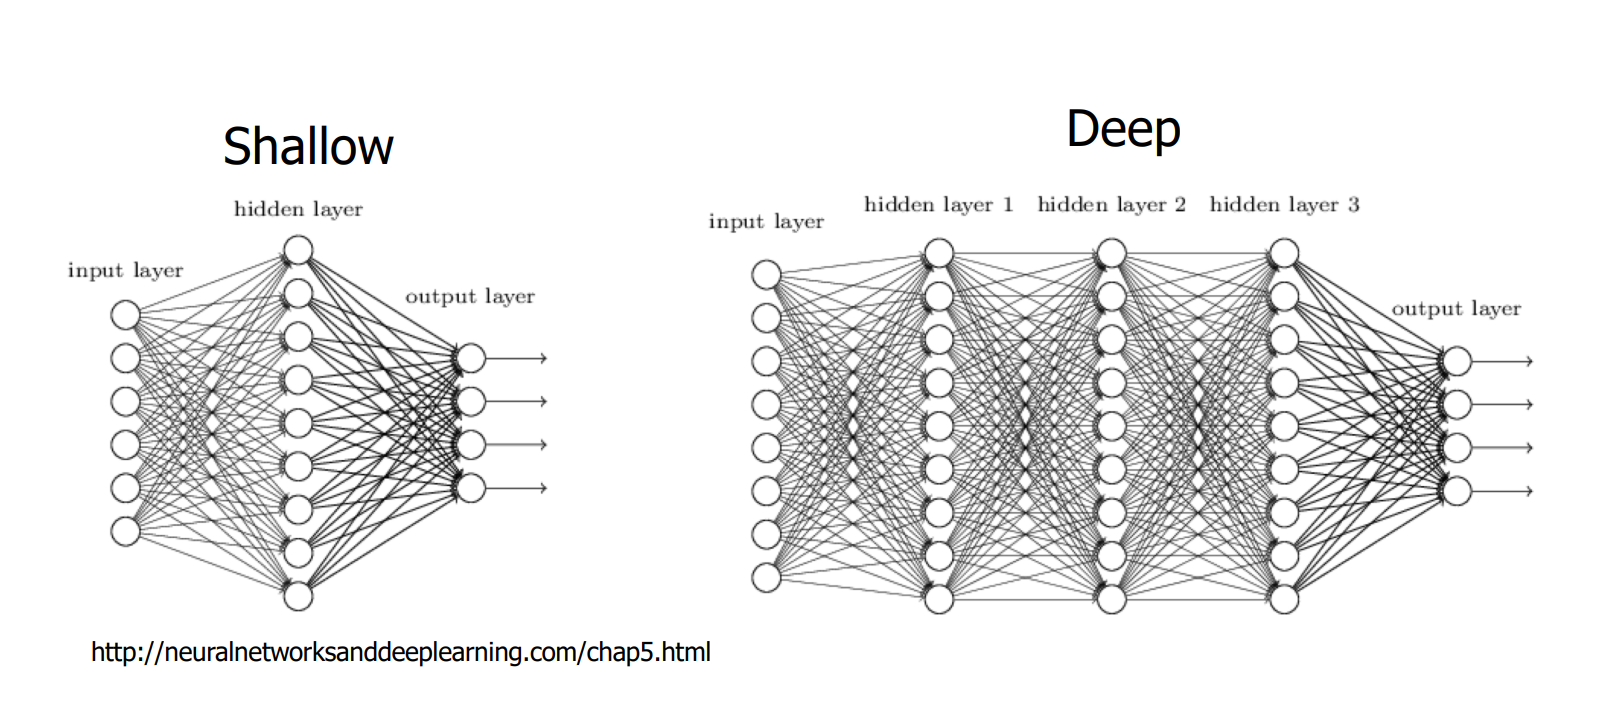 Shallow
hidden layer
input layer
output layer
Deep
hidden layer 1
hidden layer 2
hidden layer 3
input layer
output layer
http://neuralnetworksanddeeplearning.com/chap5.html